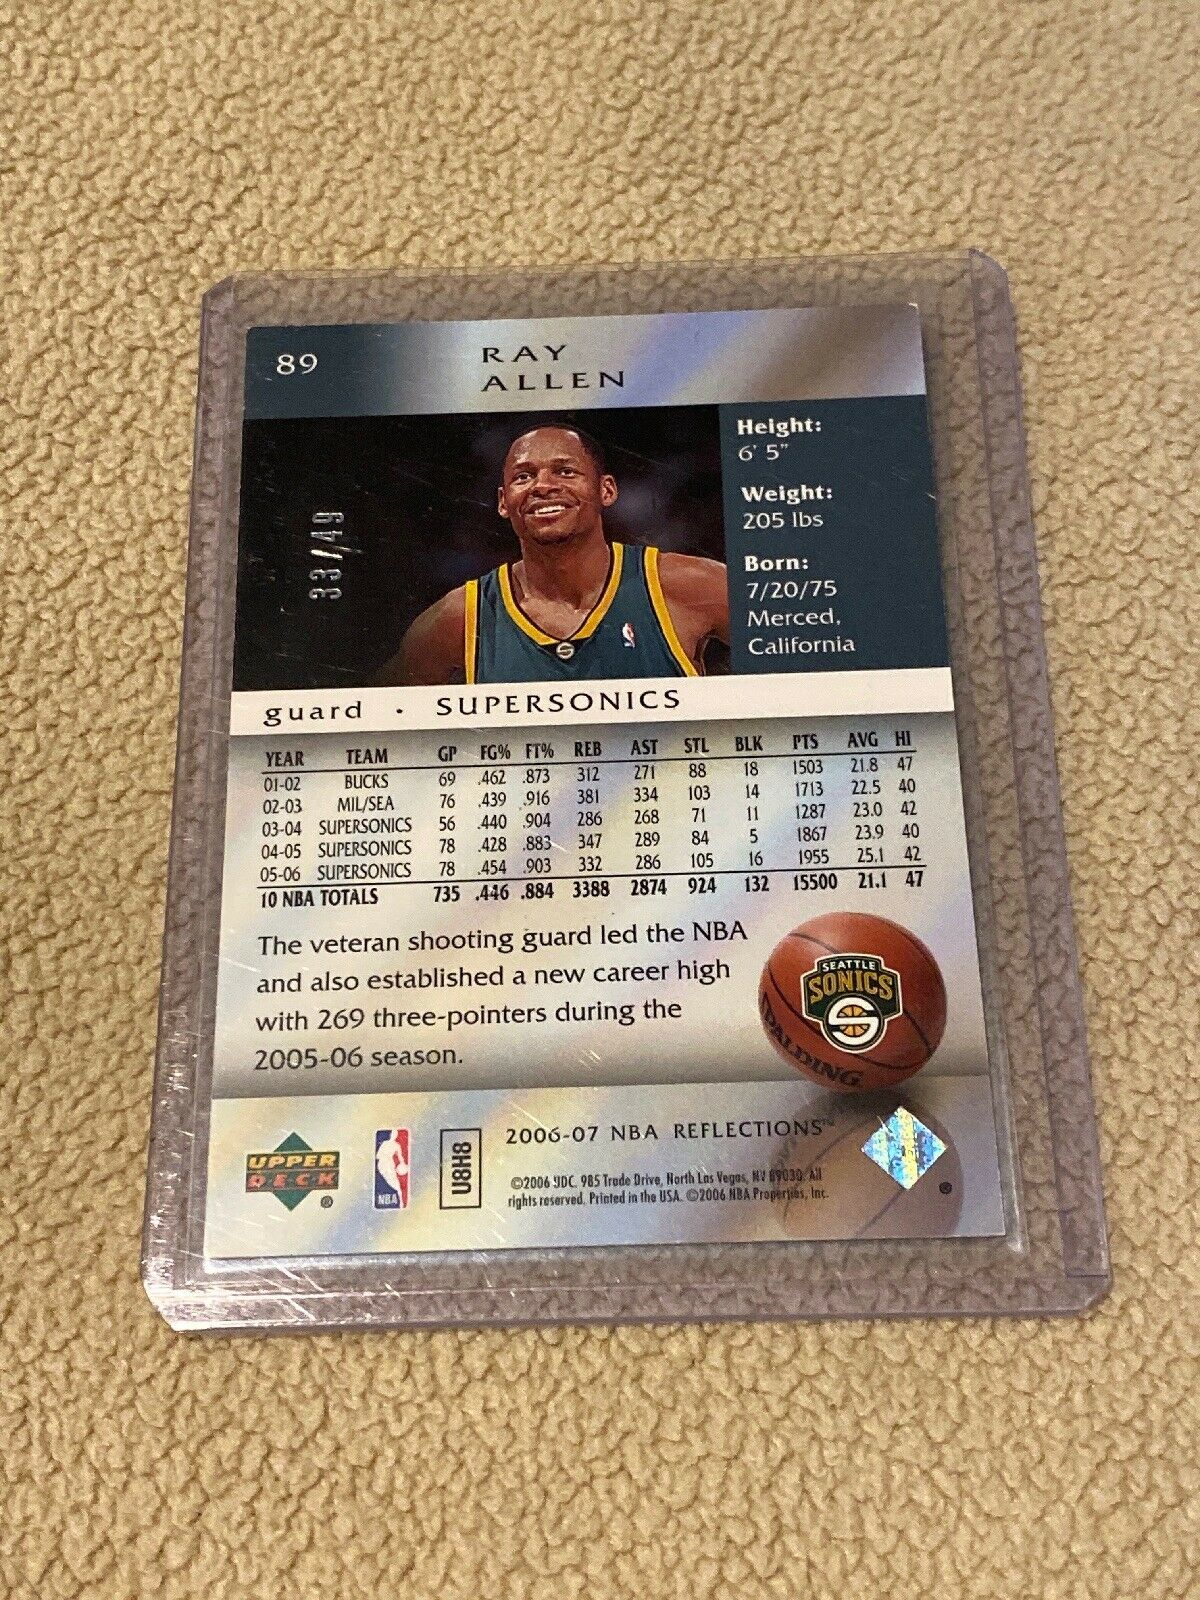 89
RAY
ALLEN
33/49
Height:
6' 5"
Weight:
205 lbs
Born:
7/20/75
Merced,
California
guard · SUPERSONICS
YEAR TEAM GP FG% FT% REB AST STL BLK PTS AVG HI
01-02 BUCKS 69 .462 .873 312 271 88 18 1503 21.8 47
02-03 MIL/SEA 76 .439 .916 381 334 103 14 1713 22.5 40
03-04 SUPERSONICS 56 .440 .904 286 268 71 11 1287 23.0 42
04-05 SUPERSONICS 78 .428 .883 347 289 84 5 1867 23.9 40
05-06 SUPERSONICS 78 .454 .903 332 286 105 16 1955 25.1 42
10 NBA TOTALS 735 .446 .884 3388 2874 924 132 15500 21.1 47
The veteran shooting guard led the NBA
and also established a new career high
with 269 three-pointers during the
2005-06 season.
SEATTLE
SONICS
SPALDING
UPPER
DECK
®
NBA
U8H8
2006-07 NBA REFLECTIONS™
©2006 UDC. 985 Trade Drive, North Las Vegas, NV 89030. All
rights reserved. Printed in the USA. ©2006 NBA Properties, Inc.
®